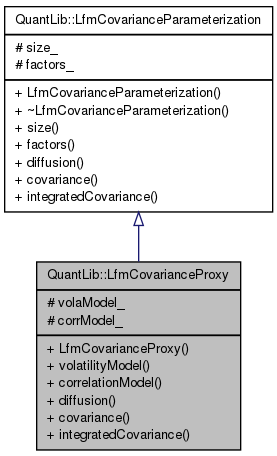 QuantLib::LfmCovarianceParameterization
# size_
# factors_
+ LfmCovarianceParameterization()
+ ~LfmCovarianceParameterization()
+ size()
+ factors()
+ diffusion()
+ covariance()
+ integratedCovariance()
QuantLib::LfmCovarianceProxy
# volaModel_
# corrModel_
+ LfmCovarianceProxy()
+ volatilityModel()
+ correlationModel()
+ diffusion()
+ covariance()
+ integratedCovariance()